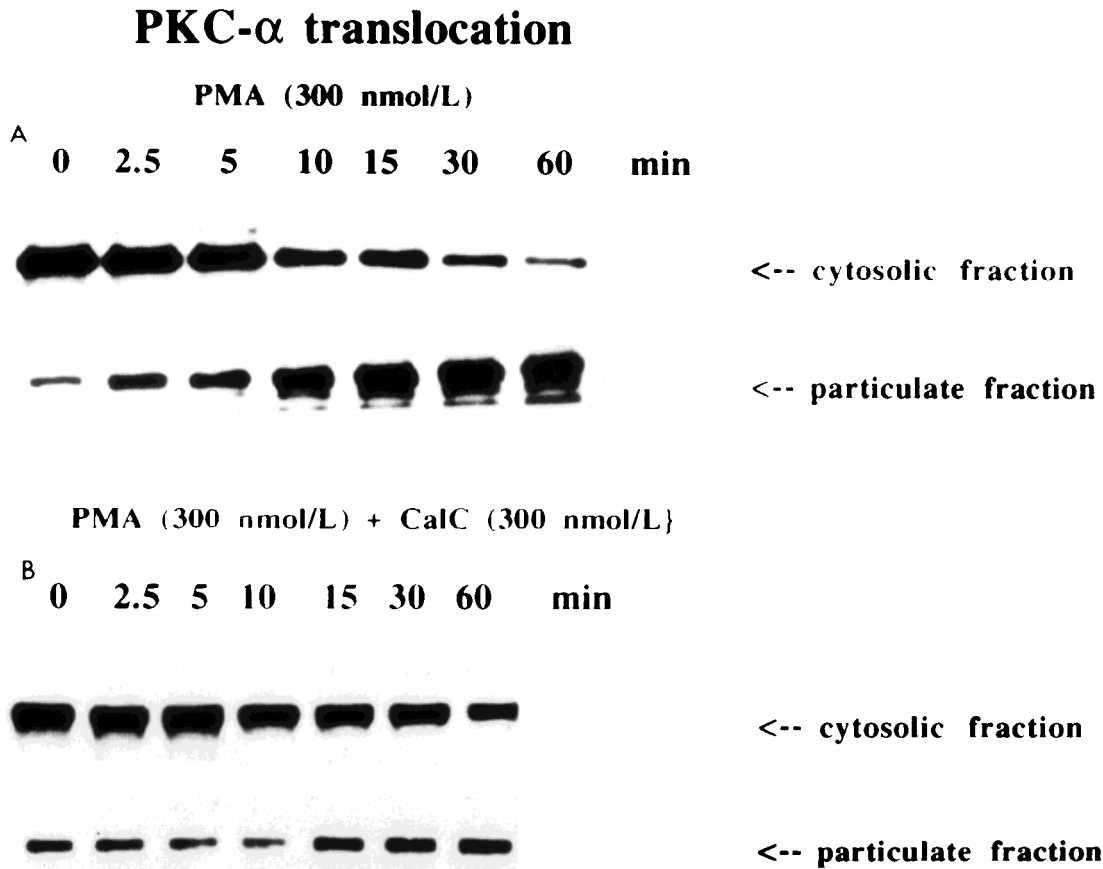 PKC-α translocation
PMA (300 nmol/L)
A
0 2.5 5 10 15 30 60 min
<-- cytosolic fraction
<-- particulate fraction
PMA (300 nmol/L) + CalC (300 nmol/L}
B
0 2.5 5 10 15 30 60 min
<-- cytosolic fraction
<-- particulate fraction